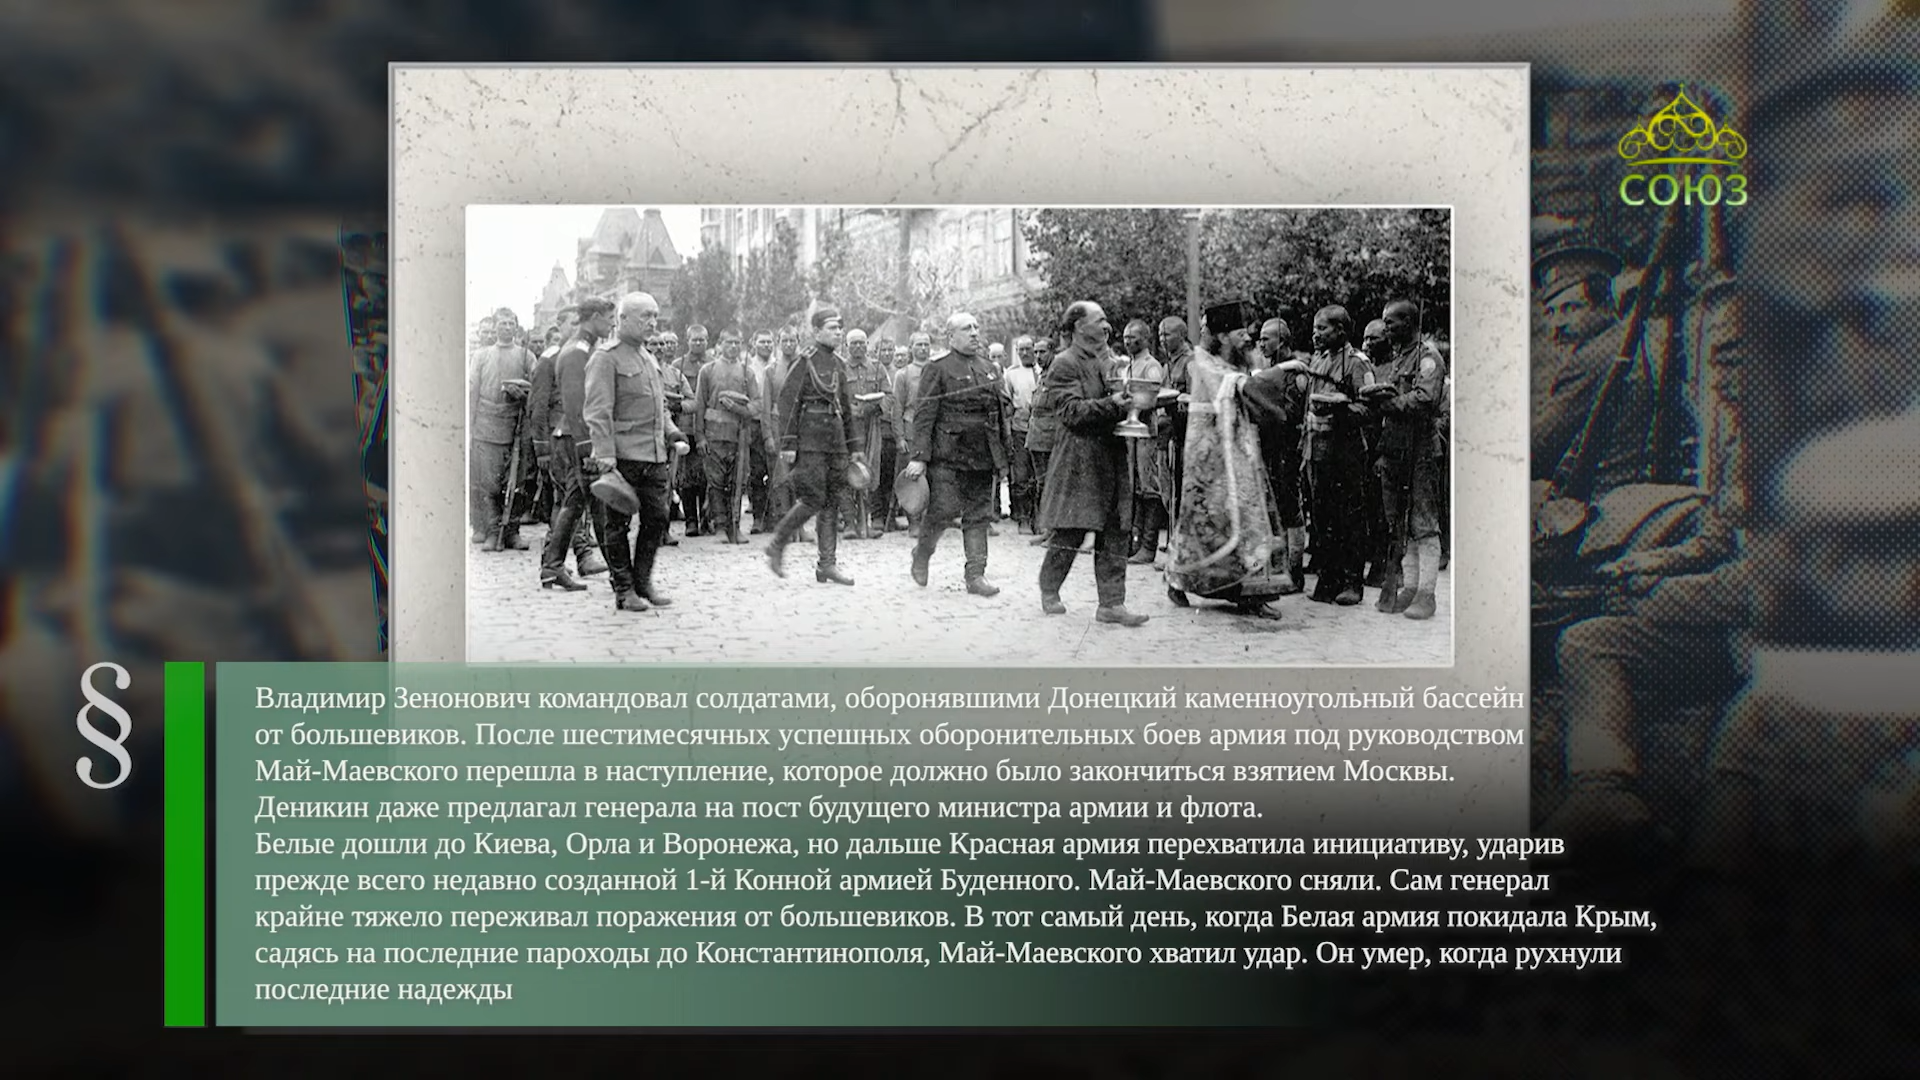 СОЮЗ
§
Владимир Зенонович командовал солдатами, оборонявшими Донецкий каменноугольный бассейн
от большевиков. После шестимесячных успешных оборонительных боев армия под руководством
Май-Маевского перешла в наступление, которое должно было закончиться взятием Москвы.
Деникин даже предлагал генерала на пост будущего министра армии и флота.
Белые дошли до Киева, Орла и Воронежа, но дальше Красная армия перехватила инициативу, ударив
прежде всего недавно созданной 1-й Конной армией Буденного. Май-Маевского сняли. Сам генерал
крайне тяжело переживал поражения от большевиков. В тот самый день, когда Белая армия покидала Крым,
садясь на последние пароходы до Константинополя, Май-Маевского хватил удар. Он умер, когда рухнули
последние надежды